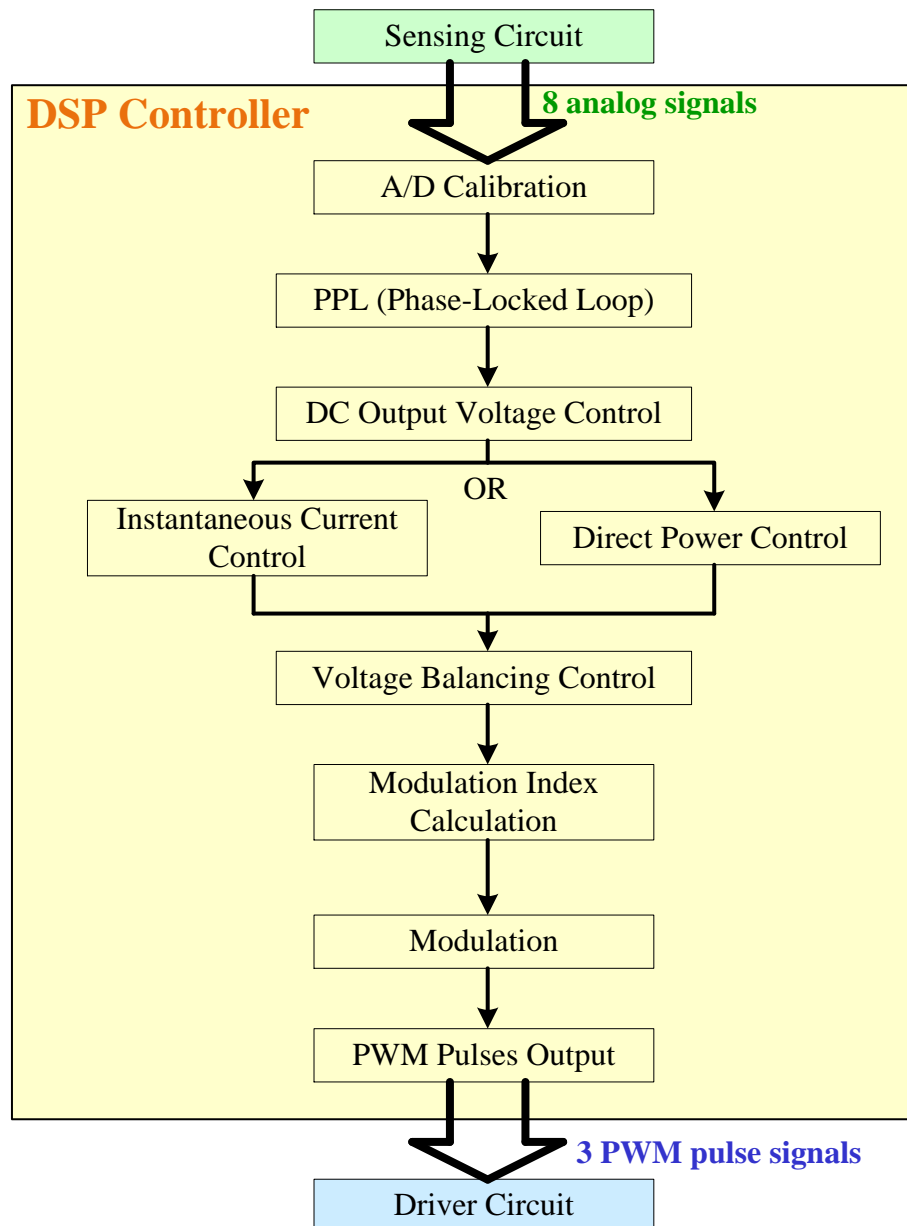 Sensing Circuit
8 analog signals
DSP Controller
A/D Calibration
PPL (Phase-Locked Loop)
DC Output Voltage Control
OR
Instantaneous Current
Control
Direct Power Control
Voltage Balancing Control
Modulation Index
Calculation
Modulation
PWM Pulses Output
3 PWM pulse signals
Driver Circuit